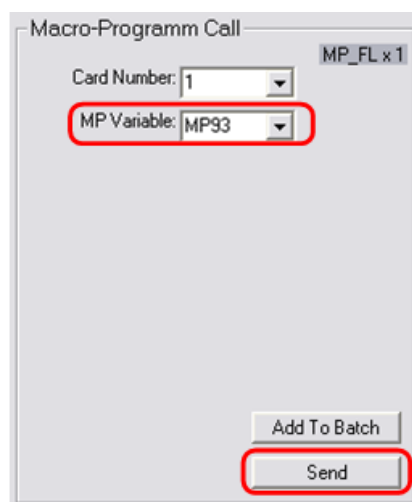 Macro-Programm Call
MP_FL x 1
Card Number: 1
MP Variable: MP93
Add To Batch
Send